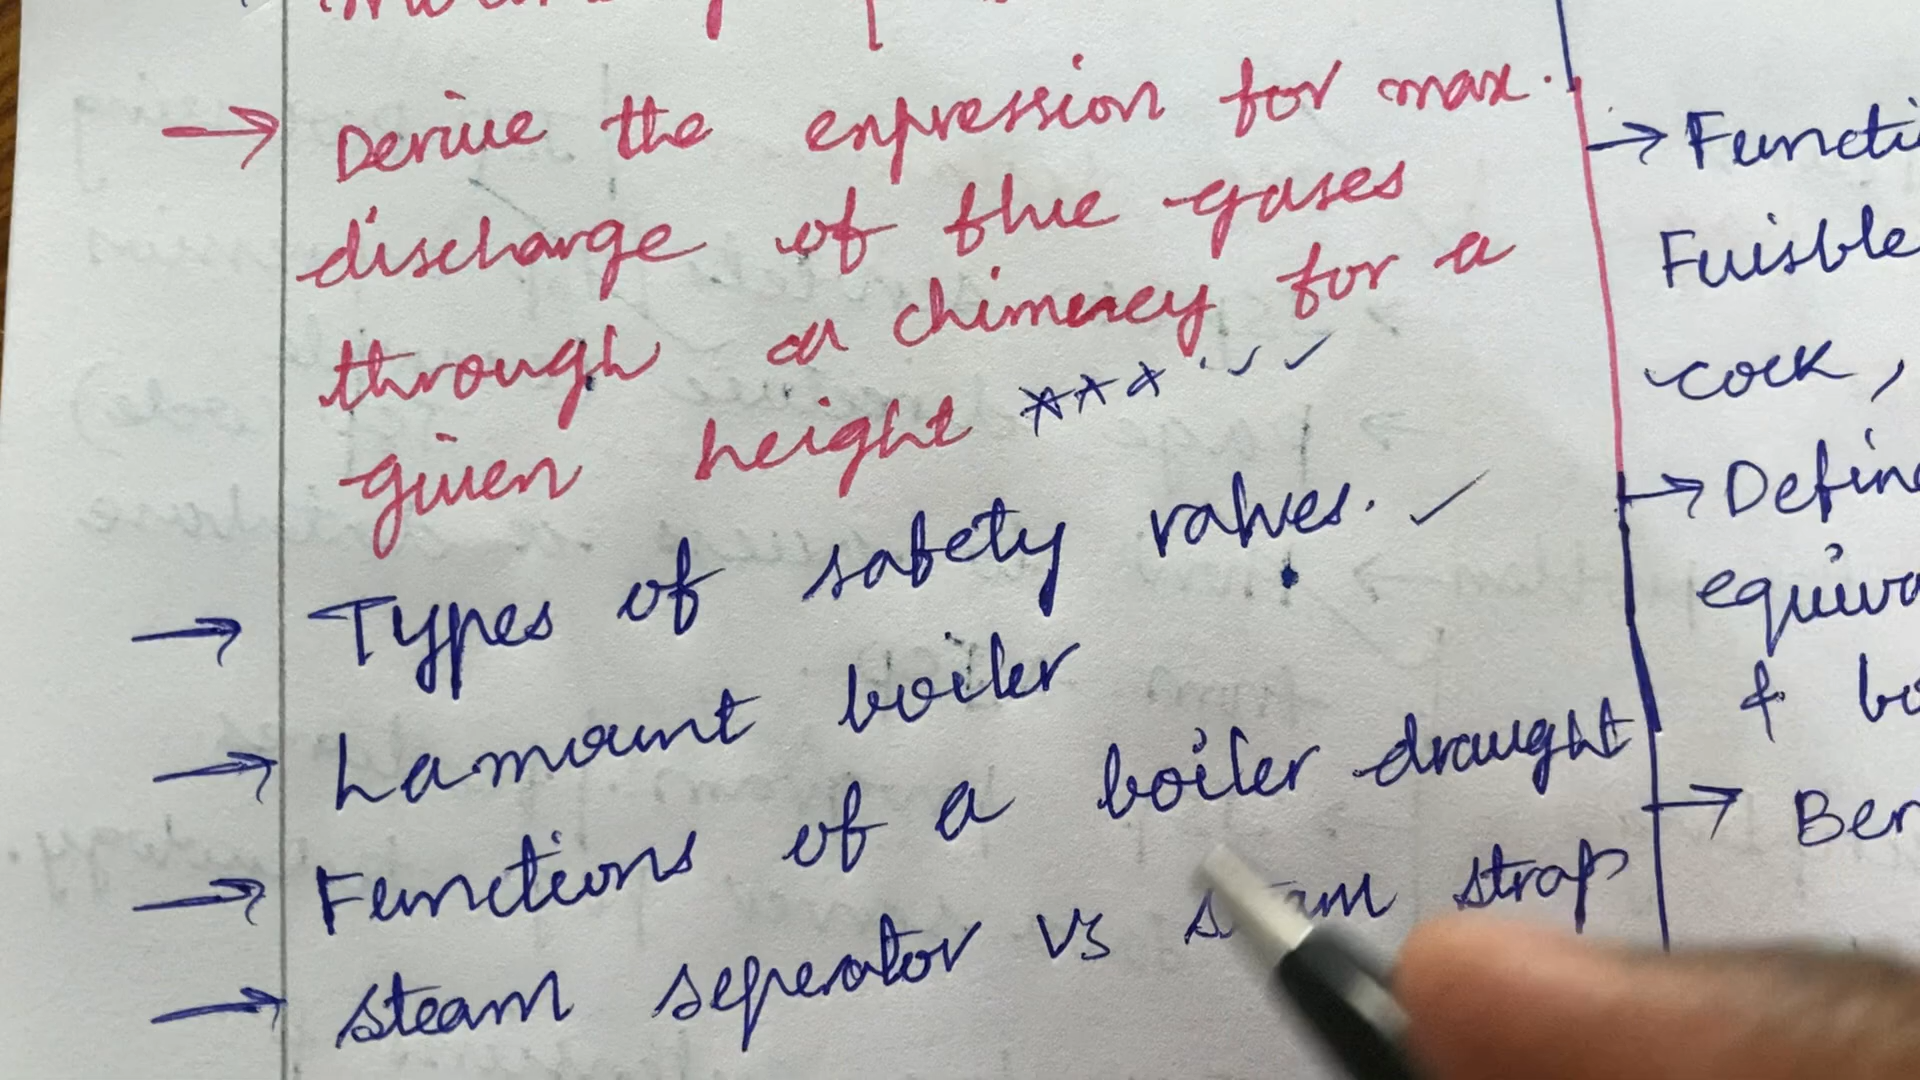 → Derive the expression for max.
discharge of flue gases
through a chimney for a
given height ***
→ Types of safety valves.
→ Lamount boiler
→ Functions of a boiler draught
→ steam seperator vs steam strap
→ Functi
Fuisble
cock,
→ Define
equiva
& bo
→ Ben